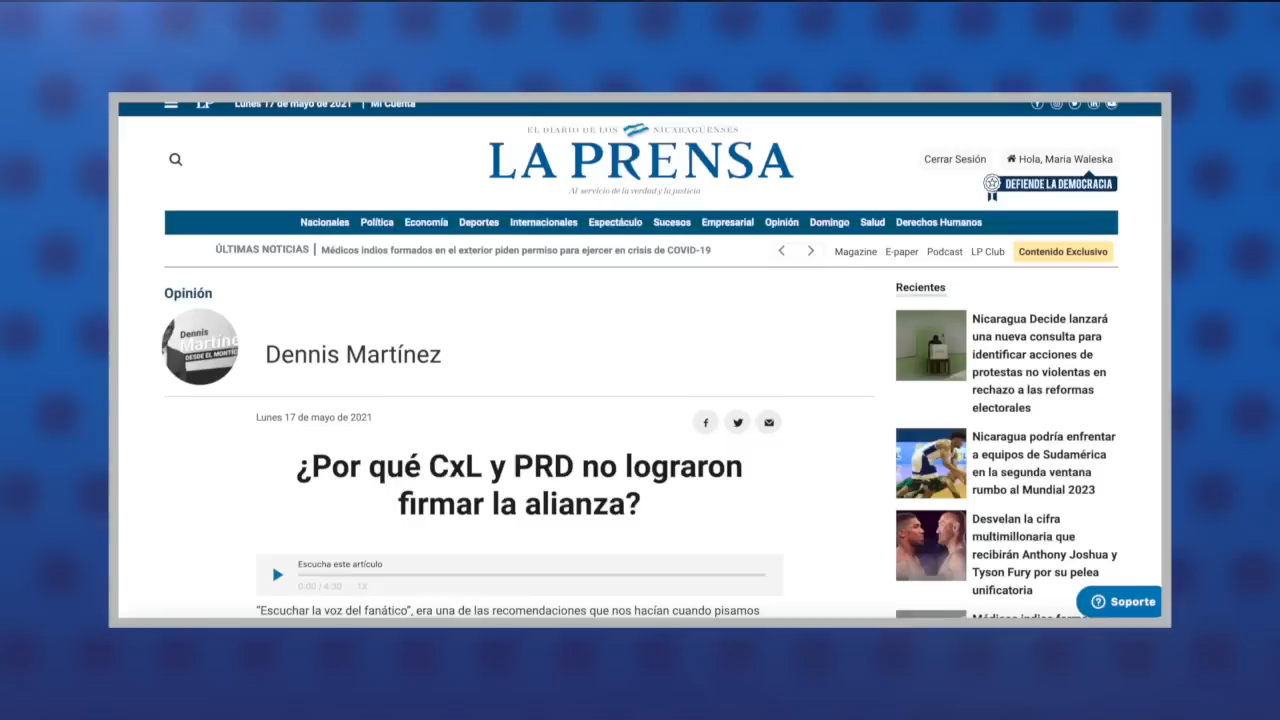 LP Lunes 17 de mayo de 2021 | Mi Cuenta
EL DIARIO DE LOS NICARAGÜENSES
LA PRENSA
Al servicio de la verdad y la justicia
Cerrar Sesión Hola, Maria Waleska
DEFIENDE LA DEMOCRACIA
Nacionales Política Economía Deportes Internacionales Espectáculo Sucesos Empresarial Opinión Domingo Salud Derechos Humanos
ÚLTIMAS NOTICIAS | Médicos indios formados en el exterior piden permiso para ejercer en crisis de COVID-19
Magazine E-paper Podcast LP Club Contenido Exclusivo
Opinión
Dennis
Martíne
DESDE EL MONTÍC
Dennis Martínez
Lunes 17 de mayo de 2021
¿Por qué CxL y PRD no lograron
firmar la alianza?
Escucha este artículo
0:00 / 4:30 1X
"Escuchar la voz del fanático", era una de las recomendaciones que nos hacían cuando pisamos
Recientes
Nicaragua Decide lanzará
una nueva consulta para
identificar acciones de
protestas no violentas en
rechazo a las reformas
electorales
Nicaragua podría enfrentar
a equipos de Sudamérica
en la segunda ventana
rumbo al Mundial 2023
Desvelan la cifra
multimillonaria que
recibirán Anthony Joshua y
Tyson Fury por su pelea
unificatoria
Soporte